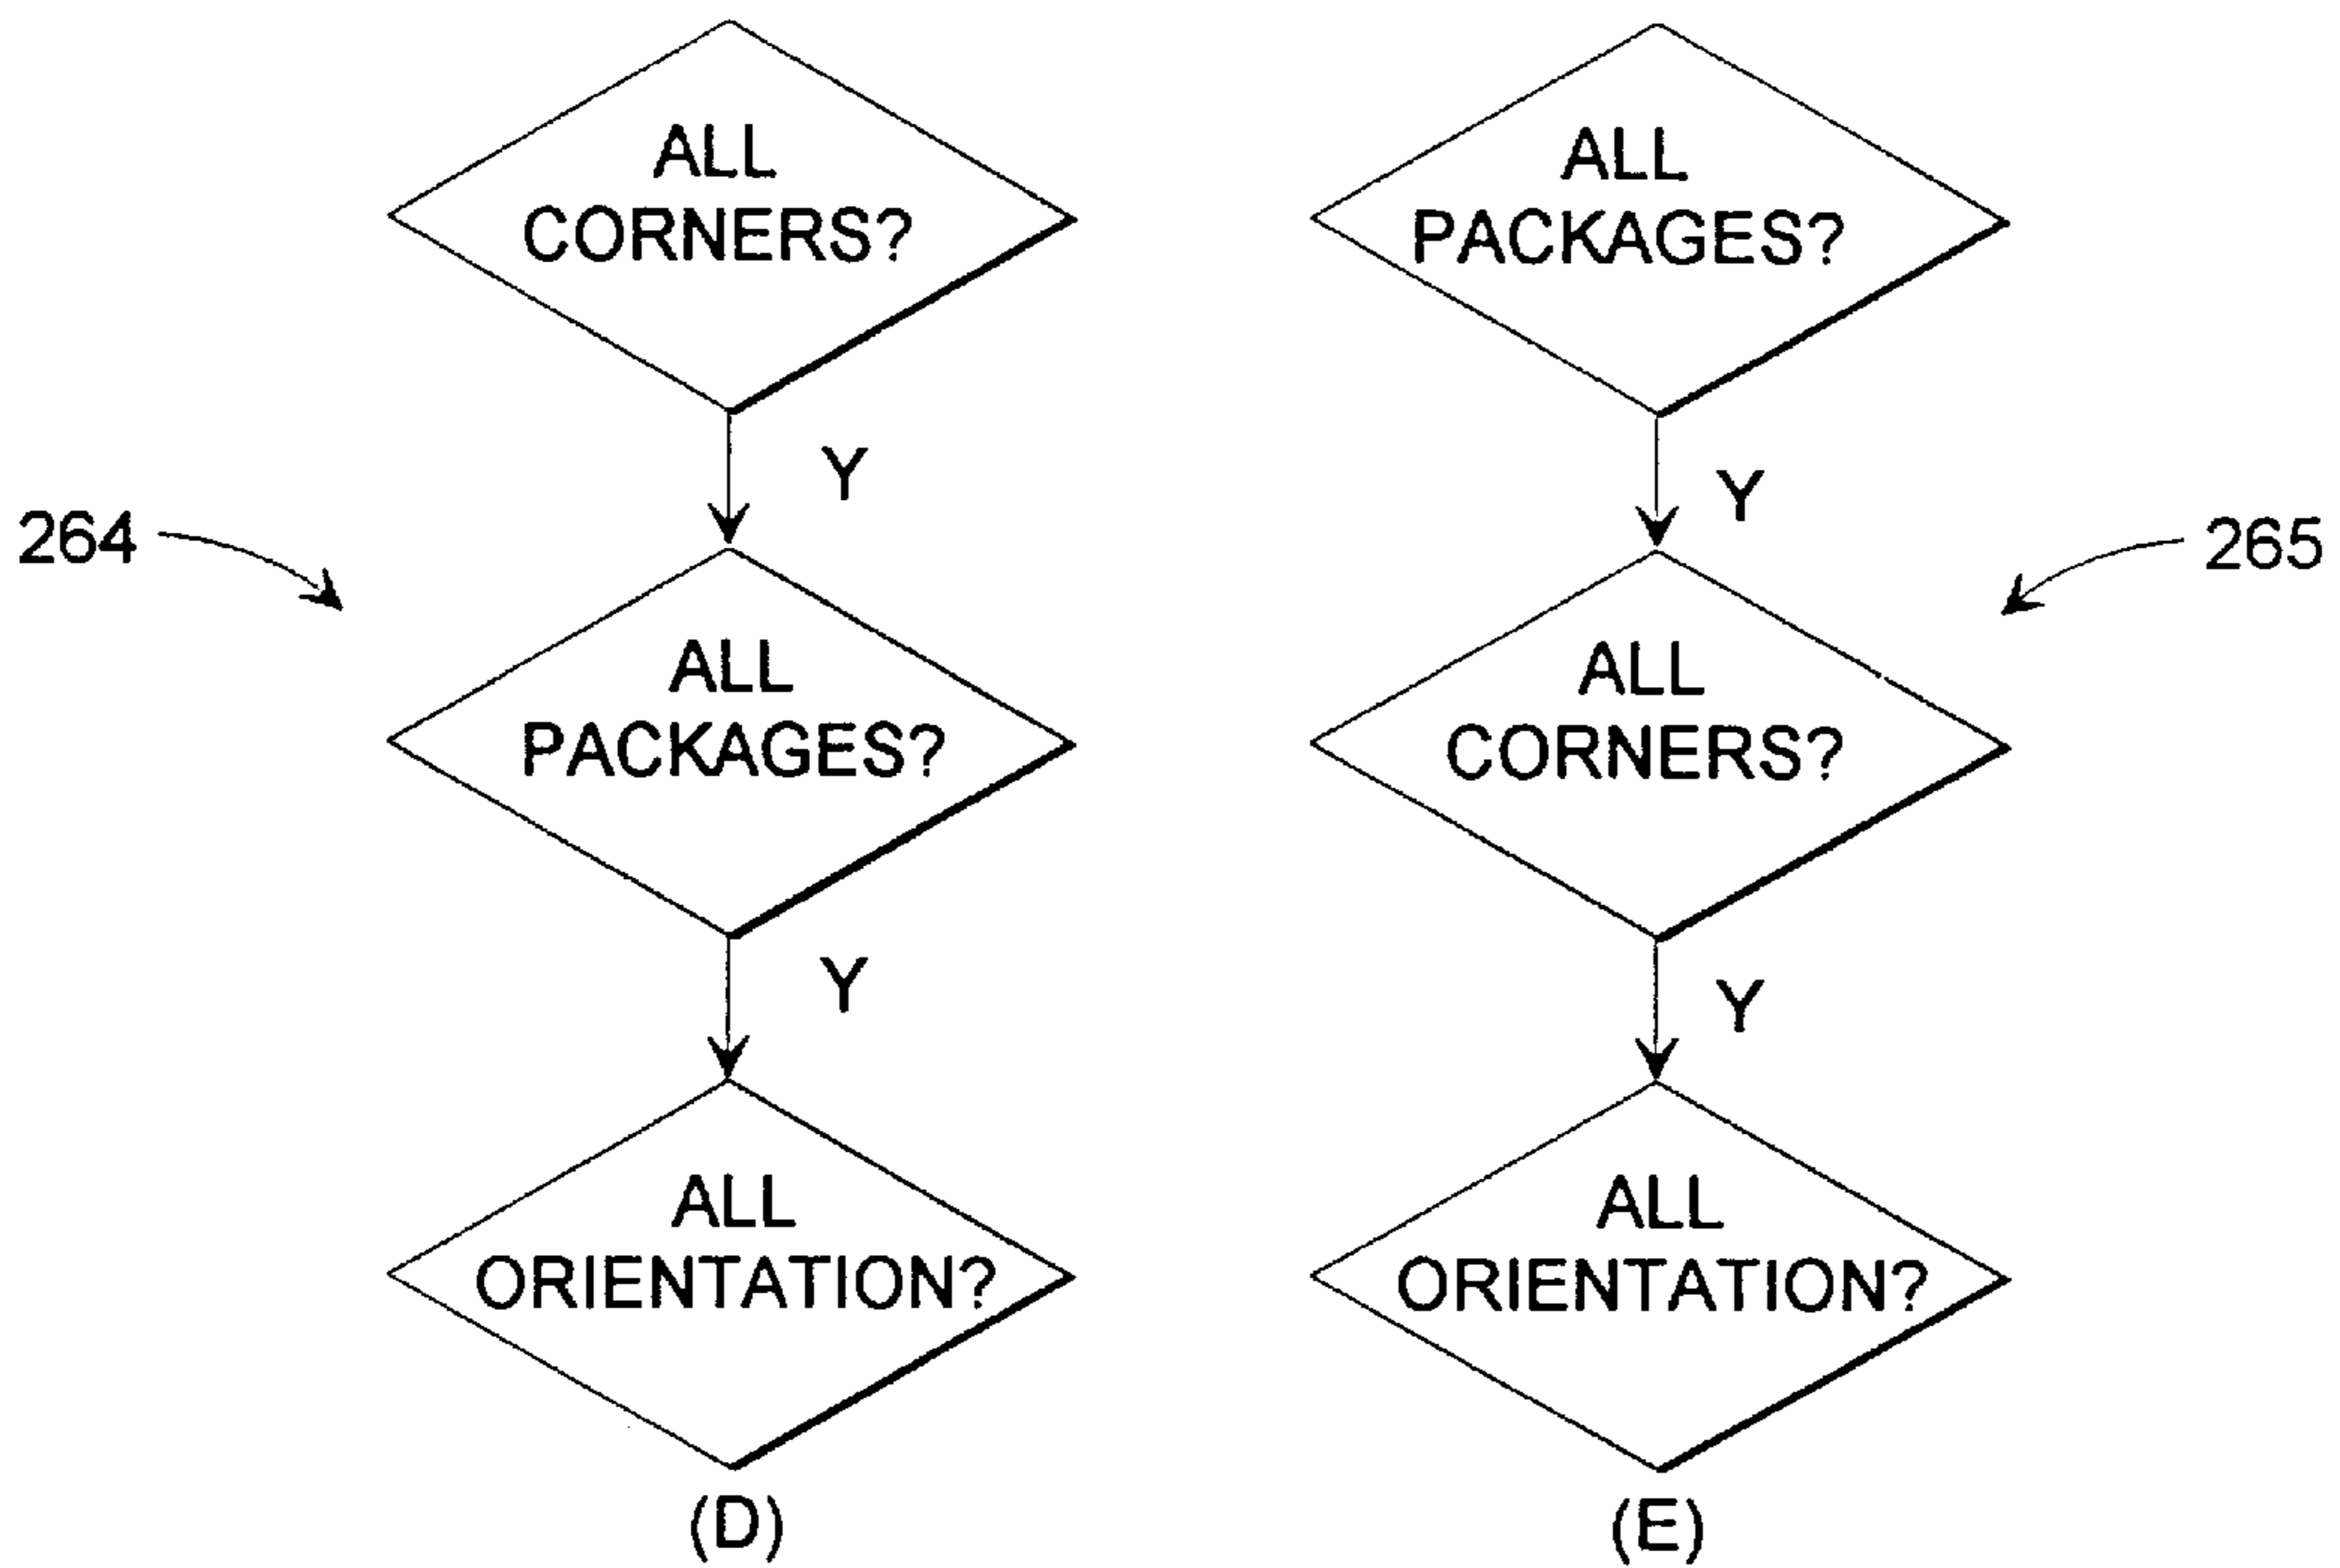 ALL
CORNERS?
Y
264
ALL
PACKAGES?
Y
ALL
ORIENTATION?
(D)
ALL
PACKAGES?
Y
265
ALL
CORNERS?
Y
ALL
ORIENTATION?
(E)